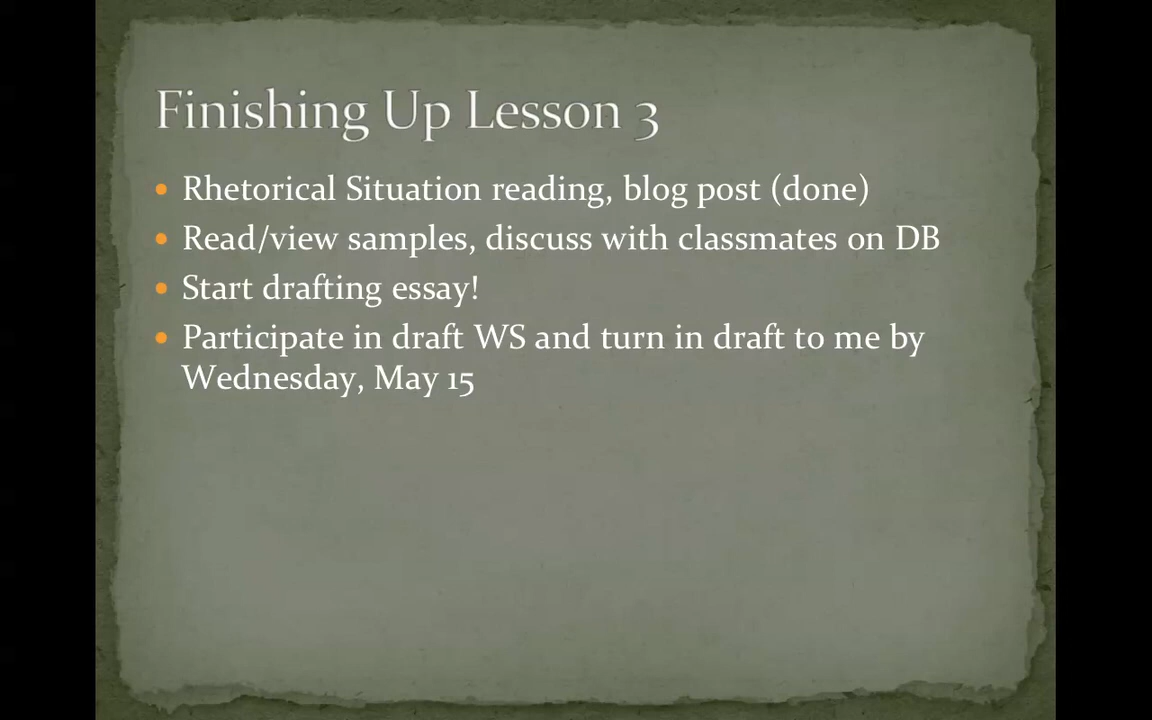 Finishing Up Lesson 3
• Rhetorical Situation reading, blog post (done)
• Read/view samples, discuss with classmates on DB
• Start drafting essay!
• Participate in draft WS and turn in draft to me by
Wednesday, May 15